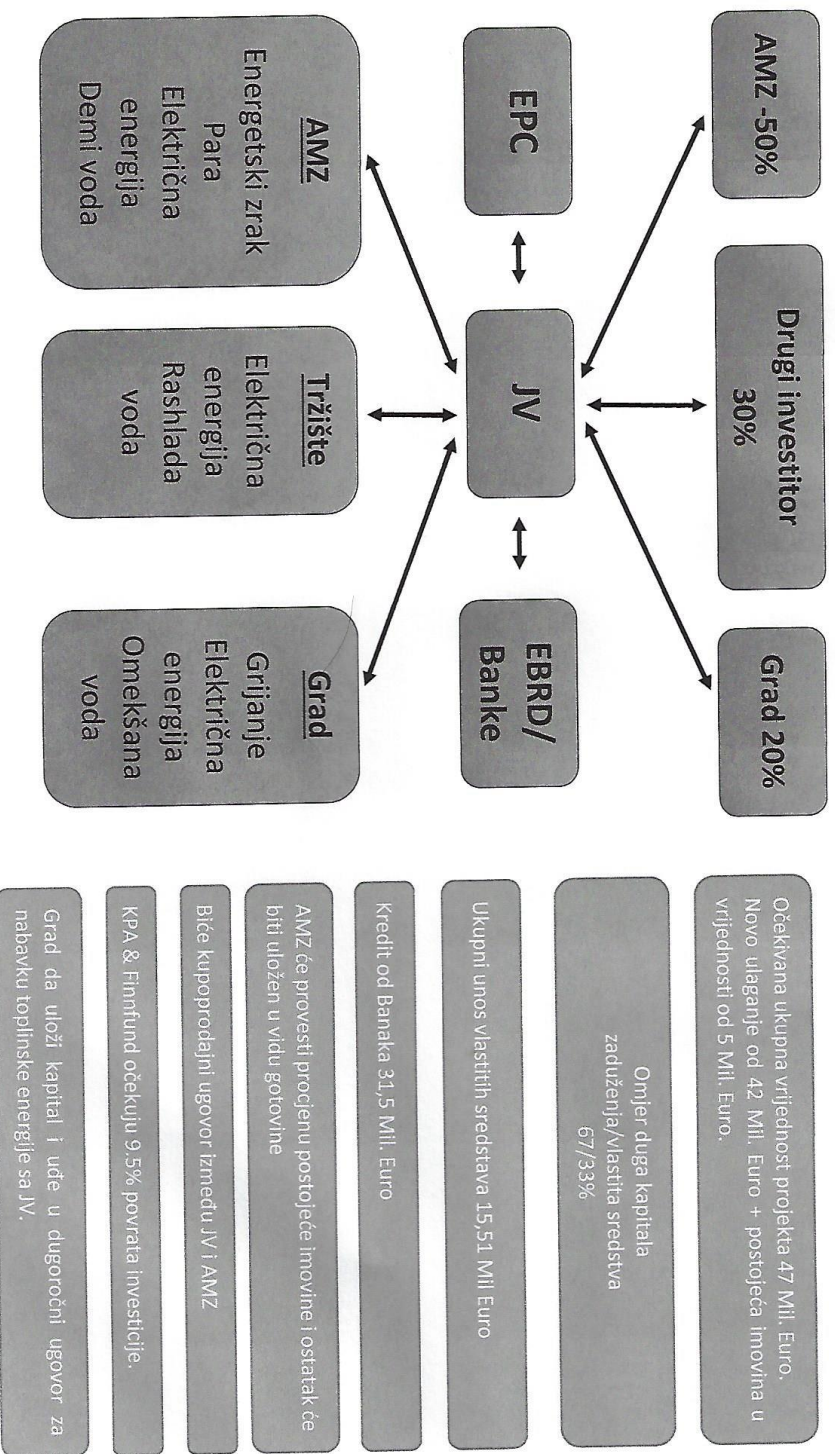 AMZ -50%
Drugi investitor
30%
Grad 20%
EPC
JV
EBRD/
Banke
AMZ
Energetski zrak
Para
Električna
energija
Demi voda
Tržište
Električna
energija
Rashlada
voda
Grad
Grijanje
Električna
energija
Omekšana
voda
Očekivana ukupna vrijednost projekta 47 Mil. Euro.
Novo ulaganje od 42 Mil. Euro + postojeća imovina u
vrijednosti od 5 Mil. Euro.
Omjer duga kapitala
zaduženja/vlastita sredstva
67/33%
Ukupni unos vlastitih sredstava 15,51 Mil Euro
Kredit od Banaka 31,5 Mil. Euro
AMZ će provesti procjenu postojeće imovine i ostatak će
biti uložen u vidu gotovine
Biće kupoprodajni ugovor između JV i AMZ
KPA & Finnfund očekuju 9.5% povrata investicije.
Grad da uloži kapital i uđe u dugoročni ugovor za
nabavku toplinske energije sa JV.